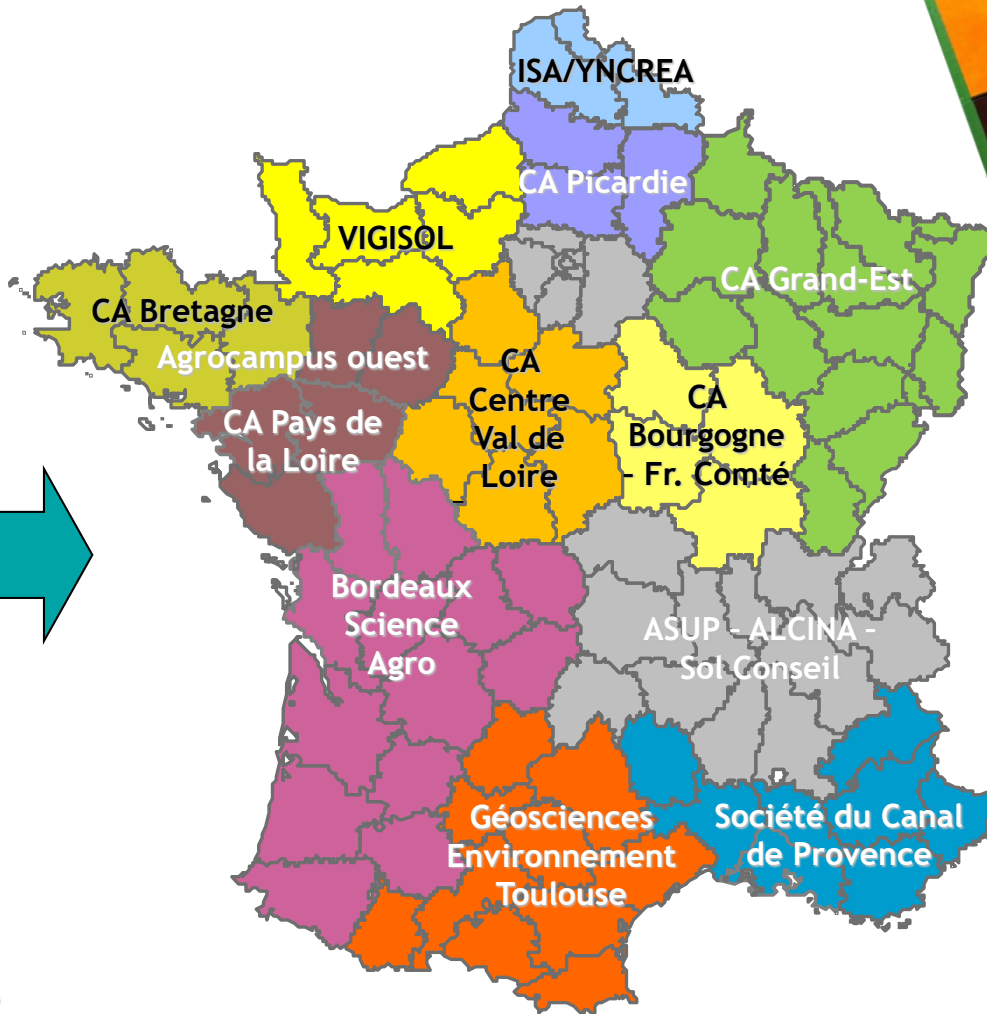 ISA/YNCREA
CA Picardie
VIGISOL
CA Grand-Est
CA Bretagne
Agrocampus ouest
CA
Centre
Val de
Loire
CA
Bourgogne
- Fr. Comté
CA Pays de
la Loire
Bordeaux
Science
Agro
ASUP - ALCINA -
Sol Conseil
Géosciences
Environnement
Toulouse
Société du Canal
de Provence